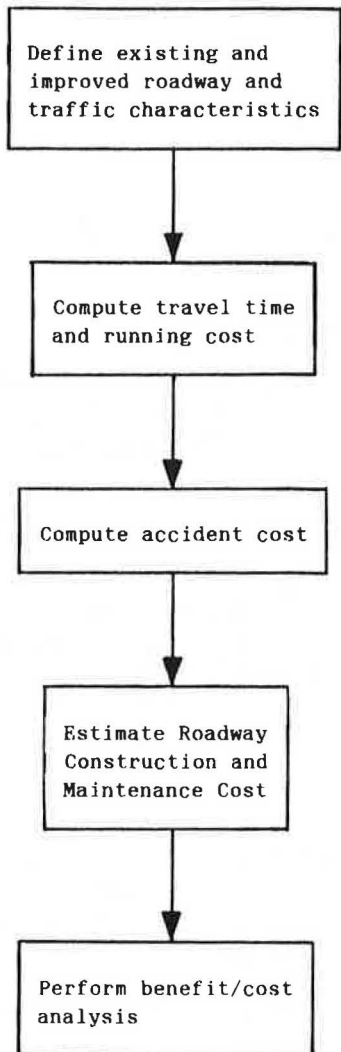 Define existing and
improved roadway and
traffic characteristics
Compute travel time
and running cost
Compute accident cost
Estimate Roadway
Construction and
Maintenance Cost
Perform benefit/cost
analysis